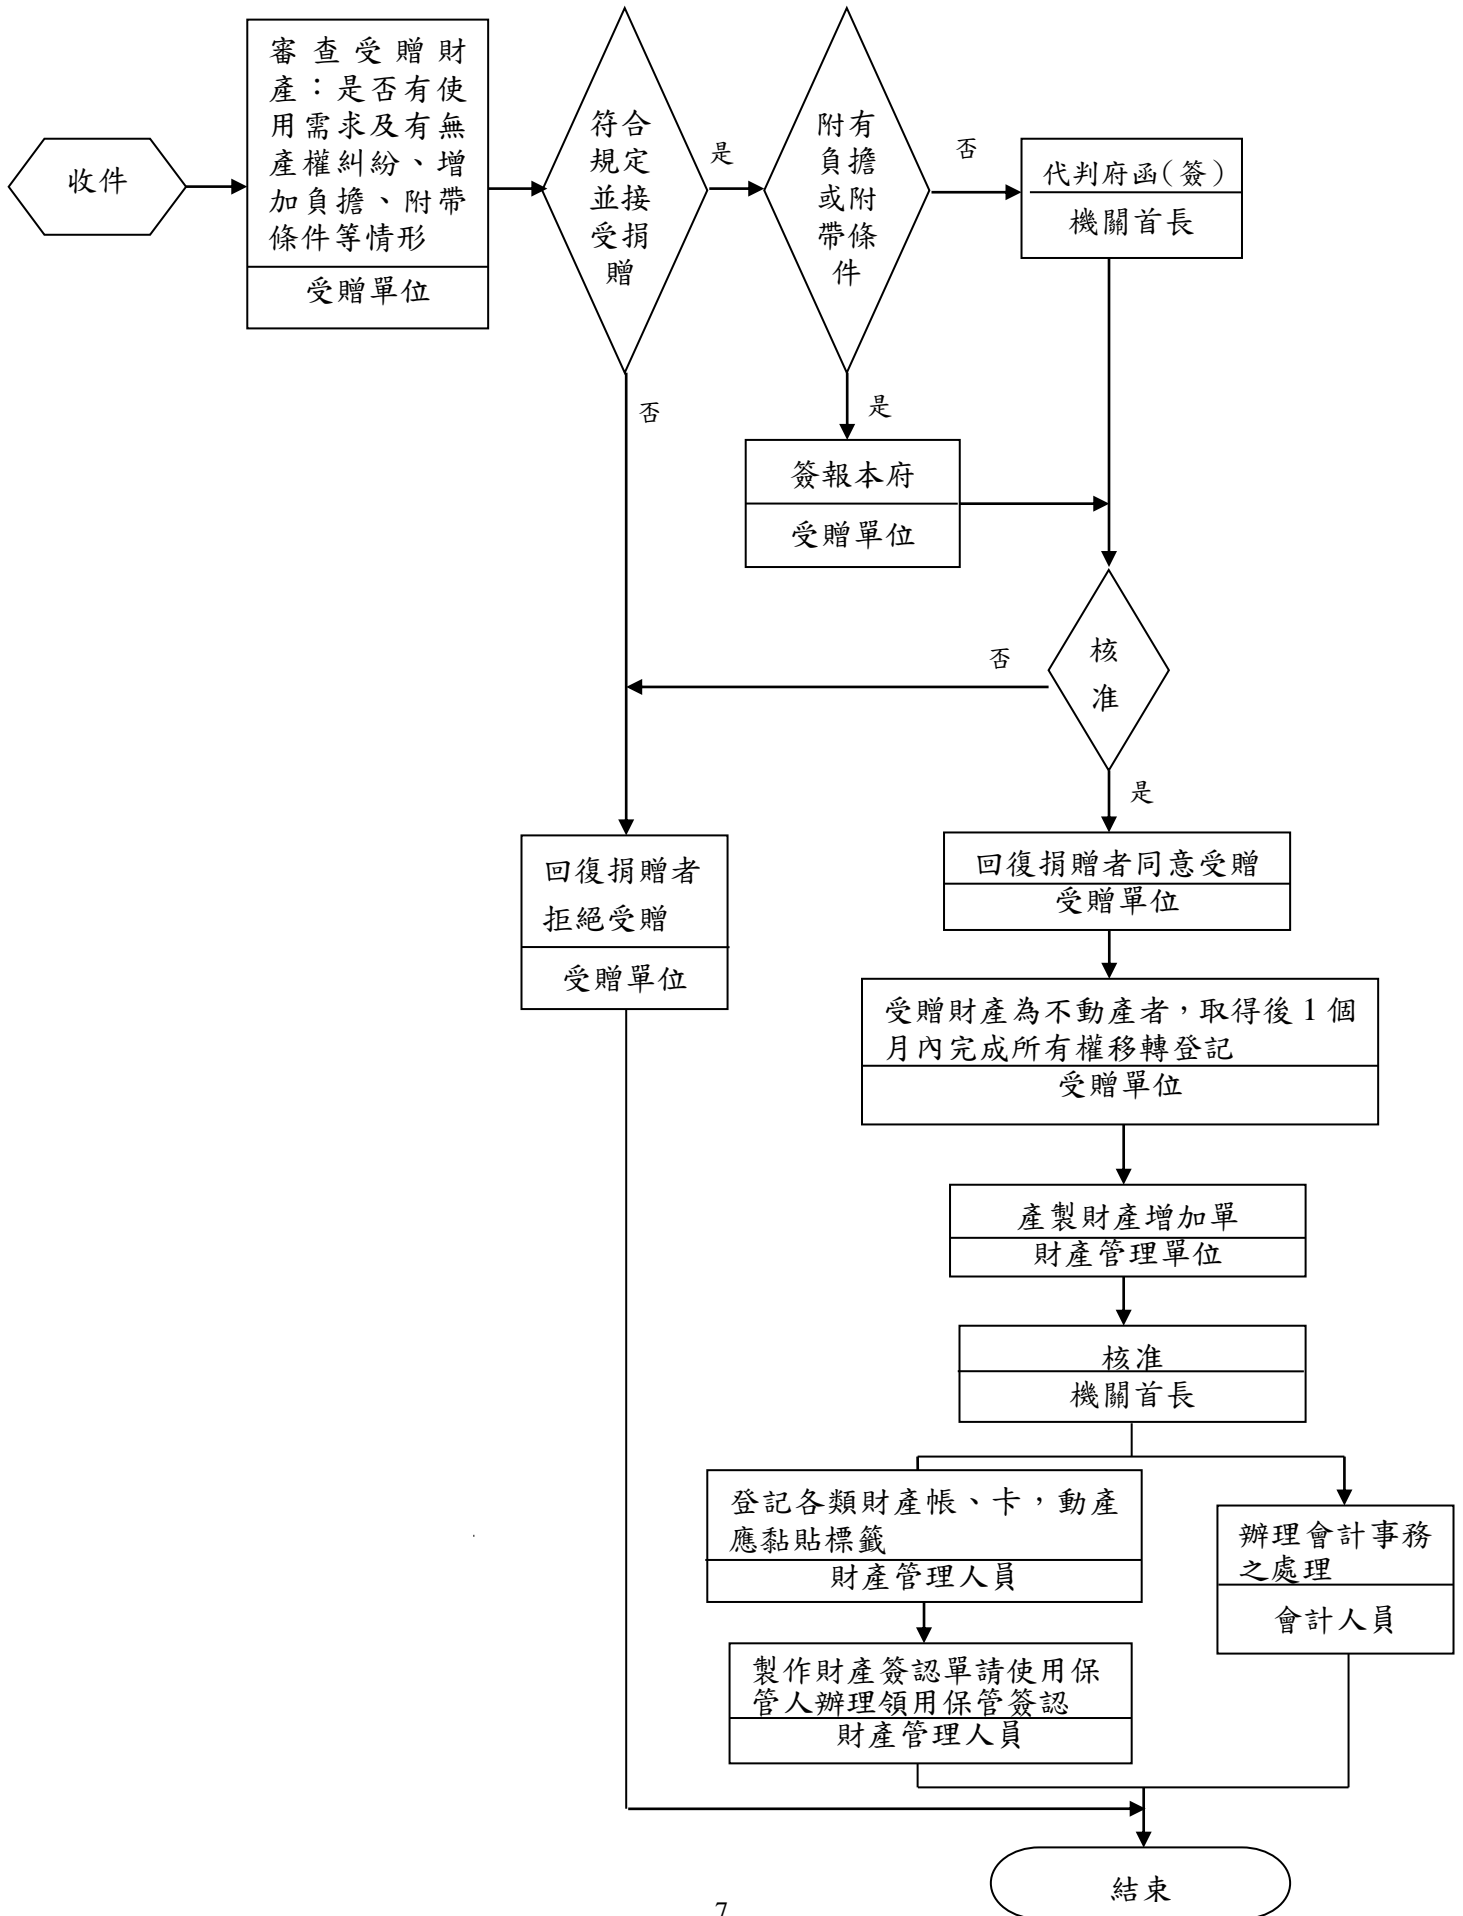 收件
審查受贈財
產：是否有使
用需求及有無
產權糾紛、增
加負擔、附帶
條件等情形
受贈單位
符合
規定
並接
受捐
贈
是
否
附有
負擔
或附
帶條
件
否
是
代判府函(簽)
機關首長
簽報本府
受贈單位
核
准
否
是
回復捐贈者
拒絕受贈
受贈單位
回復捐贈者同意受贈
受贈單位
受贈財產為不動產者，取得後 1 個
月內完成所有權移轉登記
受贈單位
產製財產增加單
財產管理單位
核准
機關首長
登記各類財產帳、卡，動產
應黏貼標籤
財產管理人員
辦理會計事務
之處理
會計人員
製作財產簽認單請使用保
管人辦理領用保管簽認
財產管理人員
結束
7